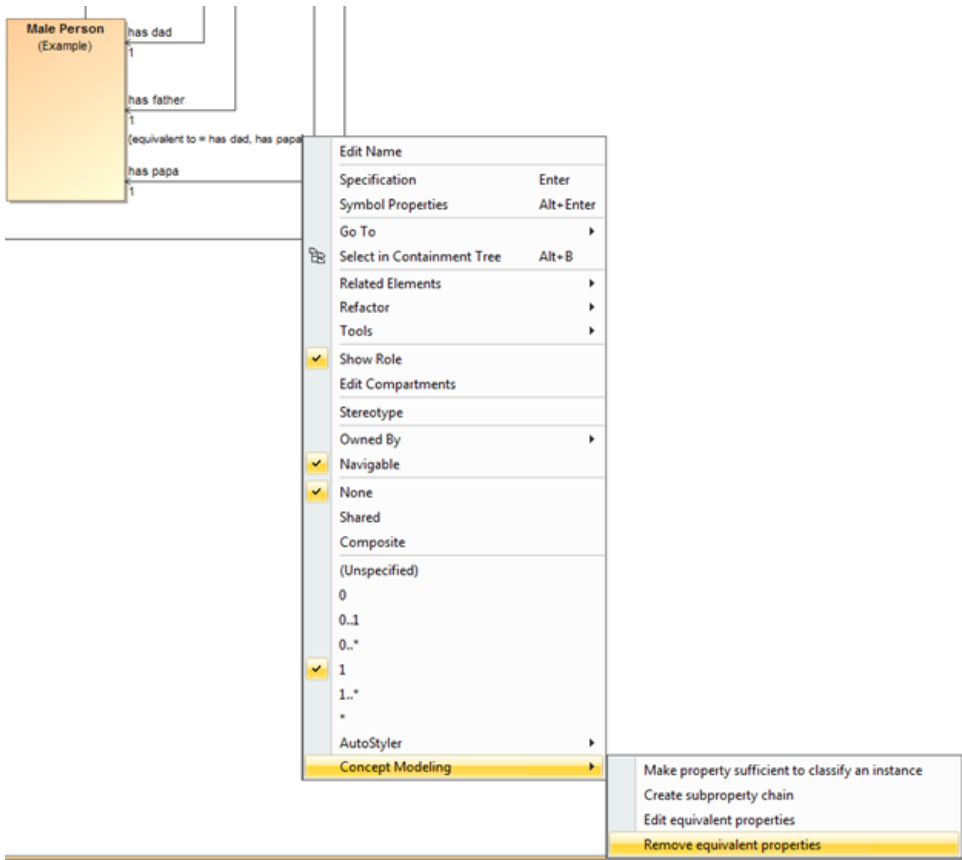 Male Person
(Example)
has dad
1
has father
1
{equivalent to = has dad, has papa
has papa
1
Edit Name
Specification Enter
Symbol Properties Alt+Enter
Go To
Select in Containment Tree Alt+B
Related Elements
Refactor
Tools
Show Role
Edit Compartments
Stereotype
Owned By
Navigable
None
Shared
Composite
(Unspecified)
0
0..1
0..*
1
1..*
*
AutoStyler
Concept Modeling
Make property sufficient to classify an instance
Create subproperty chain
Edit equivalent properties
Remove equivalent properties